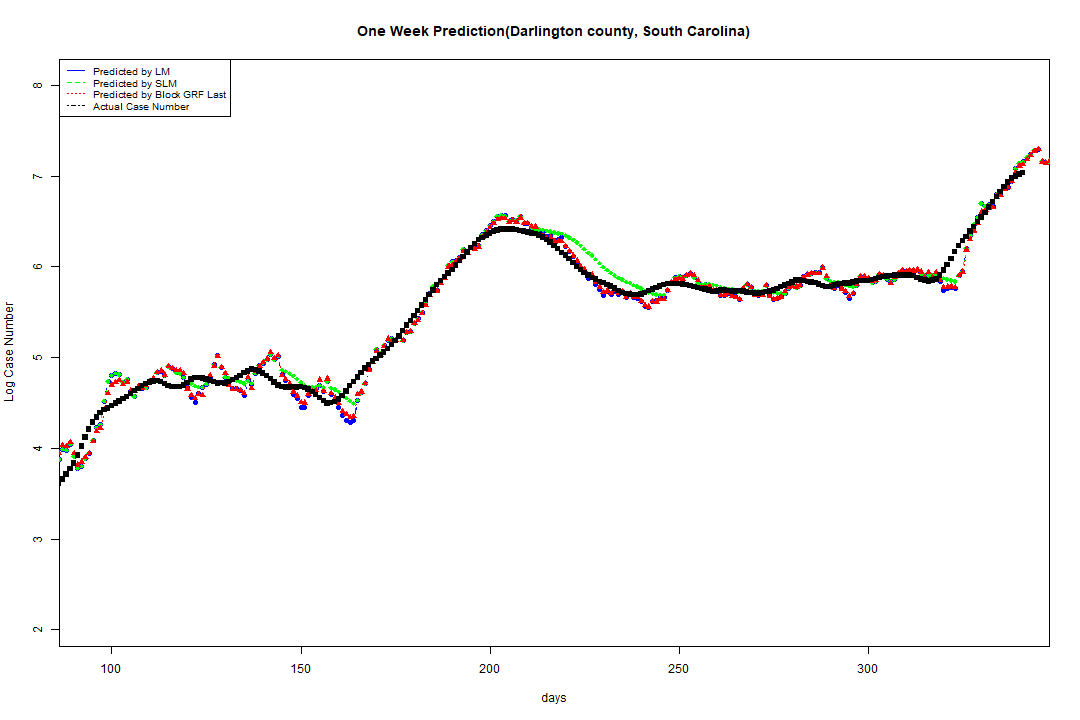 One Week Prediction(Darlington county, South Carolina)
Predicted by LM
Predicted by SLM
Predicted by Block GRF Last
Actual Case Number
8
7
6
5
4
3
2
Log Case Number
100
150
200
250
300
days